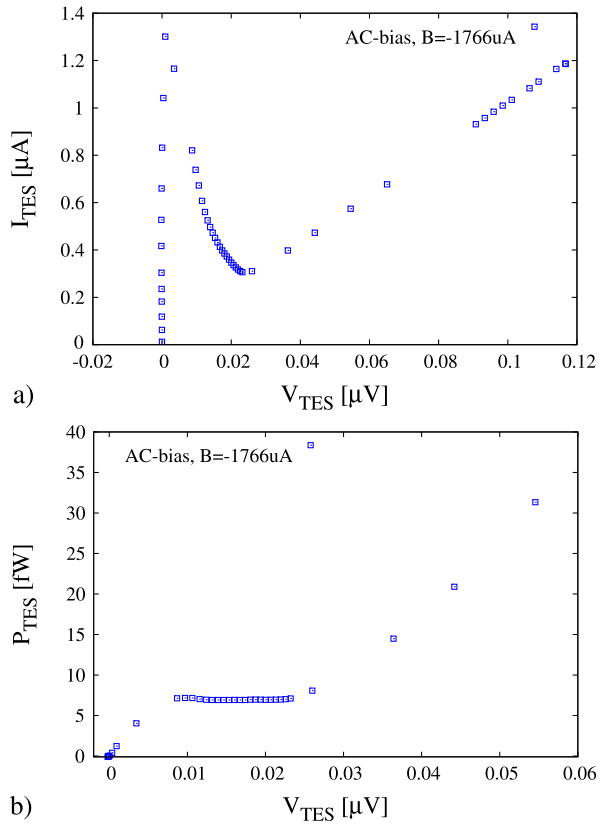 1.4
1.2
1
0.8
0.6
0.4
0.2
0
I_TES [μA]
AC-bias, B=-1766uA
-0.02 0 0.02 0.04 0.06 0.08 0.1 0.12
V_TES [μV]
a)
40
35
30
25
20
15
10
5
0
P_TES [fW]
AC-bias, B=-1766uA
0 0.01 0.02 0.03 0.04 0.05 0.06
V_TES [μV]
b)